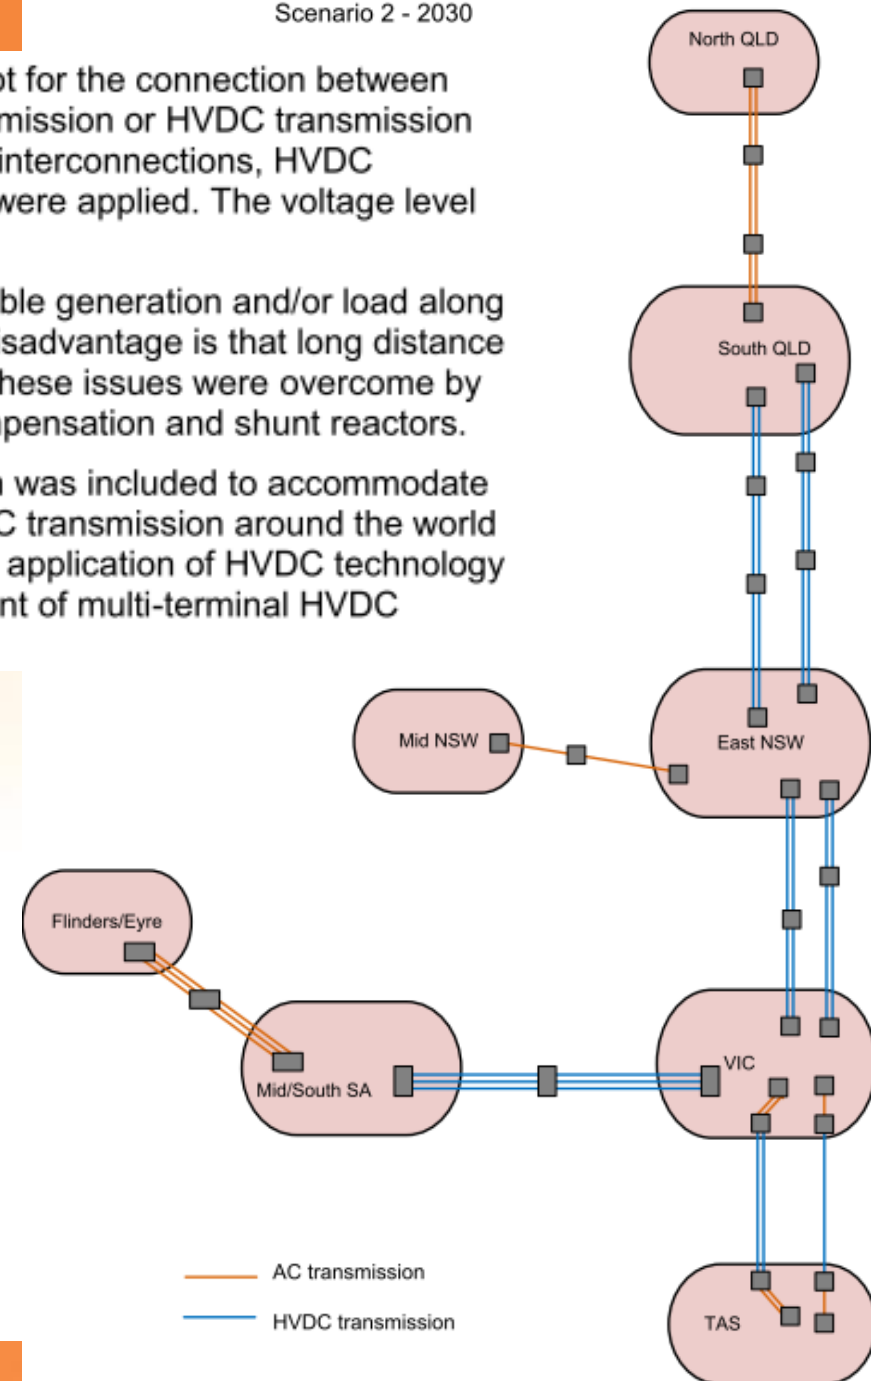 Scenario 2 - 2030
ot for the connection between
mission or HVDC transmission
interconnections, HVDC
were applied. The voltage level
ble generation and/or load along
isadvantage is that long distance
hese issues were overcome by
pensation and shunt reactors.
was included to accommodate
C transmission around the world
application of HVDC technology
nt of multi-terminal HVDC
North QLD
South QLD
Mid NSW
East NSW
Flinders/Eyre
Mid/South SA
VIC
TAS
AC transmission
HVDC transmission